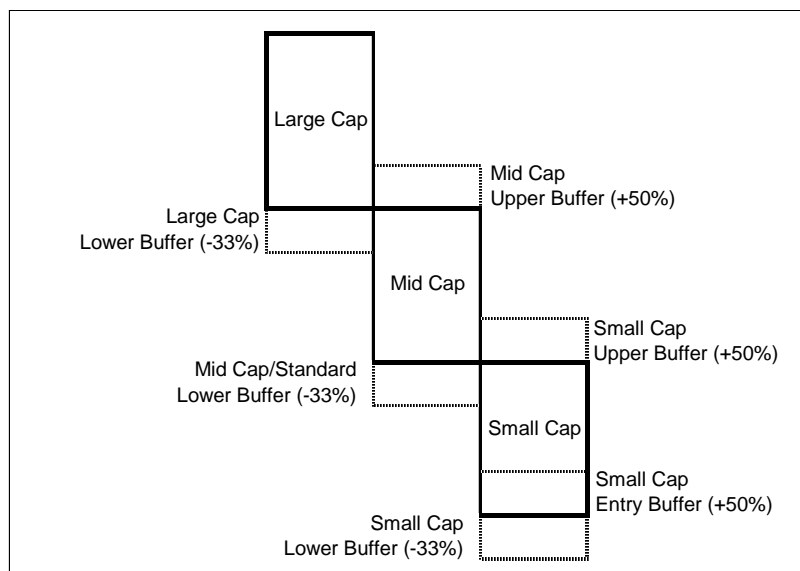 Large Cap
Mid Cap
Upper Buffer (+50%)
Large Cap
Lower Buffer (-33%)
Mid Cap
Small Cap
Upper Buffer (+50%)
Mid Cap/Standard
Lower Buffer (-33%)
Small Cap
Small Cap
Entry Buffer (+50%)
Small Cap
Lower Buffer (-33%)